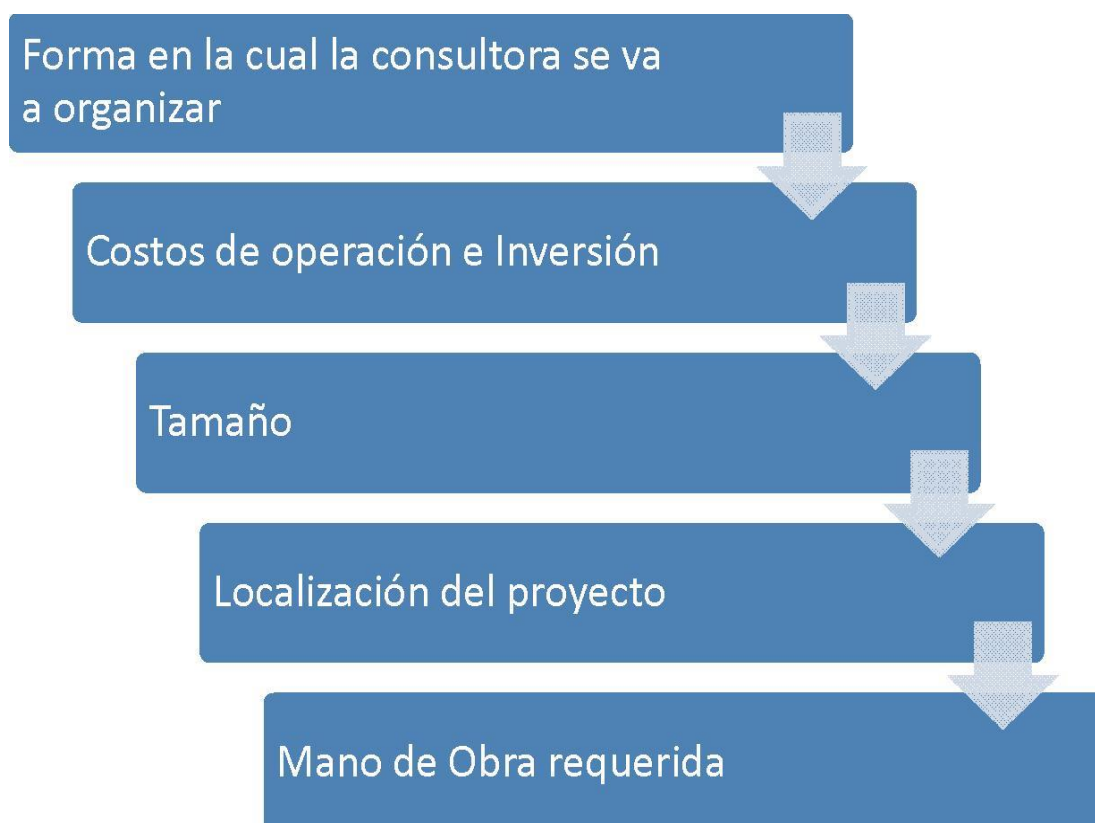 Forma en la cual la consultora se va
a organizar
Costos de operación e Inversión
Tamaño
Localización del proyecto
Mano de Obra requerida